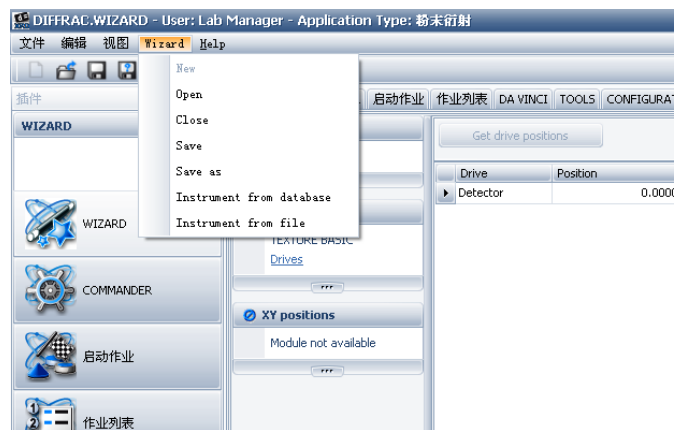 DIFFRAC.WIZARD - User: Lab Manager - Application Type: 粉末衍射
文件 编辑 视图 Wizard Help
插件
启动作业 作业列表 DA VINCI TOOLS CONFIGURA
WIZARD
New
Open
Close
Save
Save as
Instrument from database
Instrument from file
Get drive positions
Drive Position
Detector 0.000
WIZARD
TEXTURE BASIC
Drives
COMMANDER
XY positions
Module not available
启动作业
作业列表